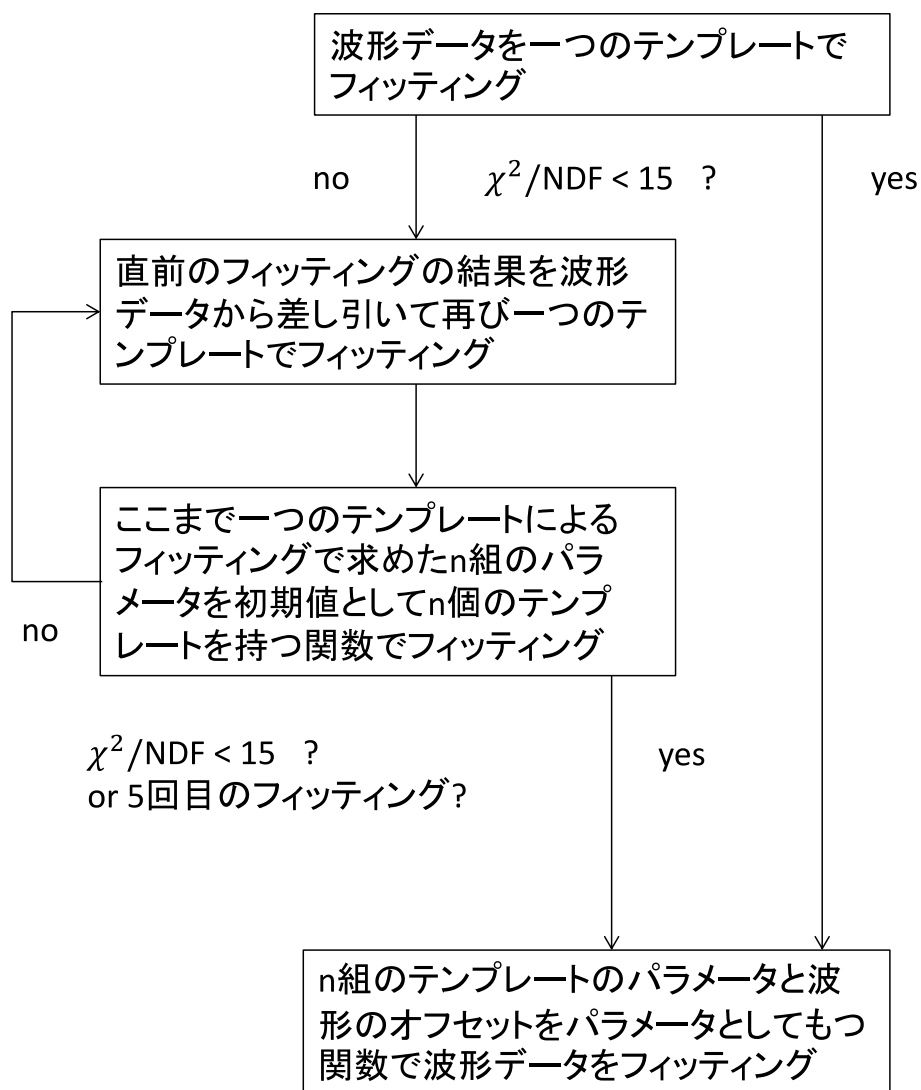 波形データを一つのテンプレートで
フィッティング
no
χ²/NDF < 15 ?
yes
直前のフィッティングの結果を波形
データから差し引いて再び一つのテ
ンプレートでフィッティング
ここまで一つのテンプレートによる
フィッティングで求めたn組のパラ
メータを初期値としてn個のテンプ
レートを持つ関数でフィッティング
no
χ²/NDF < 15 ?
or 5回目のフィッティング?
yes
n組のテンプレートのパラメータと波
形のオフセットをパラメータとしてもつ
関数で波形データをフィッティング